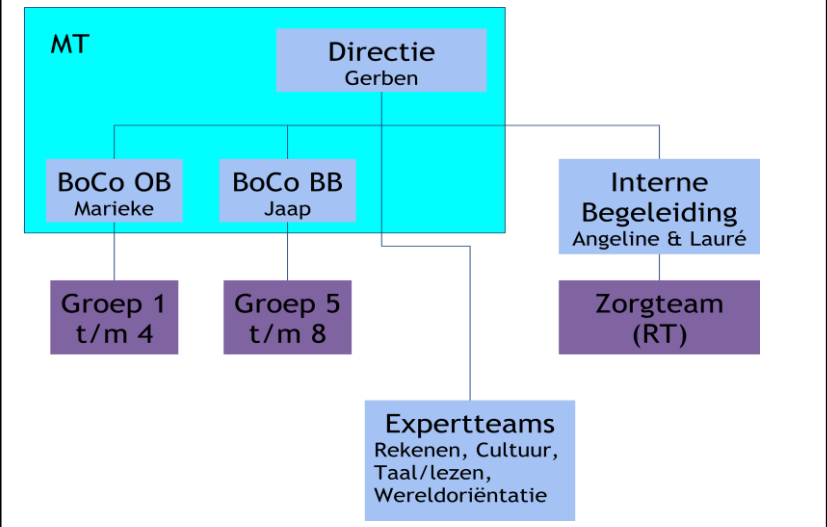 MT
Directie
Gerben
BoCo OB
Marieke
BoCo BB
Jaap
Interne
Begeleiding
Angeline & Lauré
Groep 1
t/m 4
Groep 5
t/m 8
Zorgteam
(RT)
Expertteams
Rekenen, Cultuur,
Taal/lezen,
Wereldoriëntatie